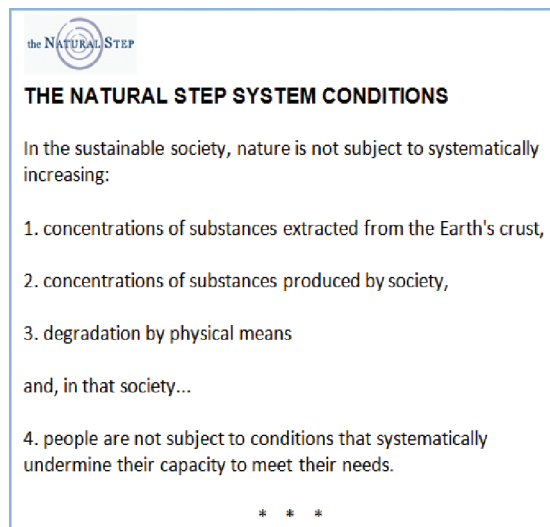 the NATURAL STEP
THE NATURAL STEP SYSTEM CONDITIONS
In the sustainable society, nature is not subject to systematically
increasing:
1. concentrations of substances extracted from the Earth's crust,
2. concentrations of substances produced by society,
3. degradation by physical means
and, in that society...
4. people are not subject to conditions that systematically
undermine their capacity to meet their needs.
* * *